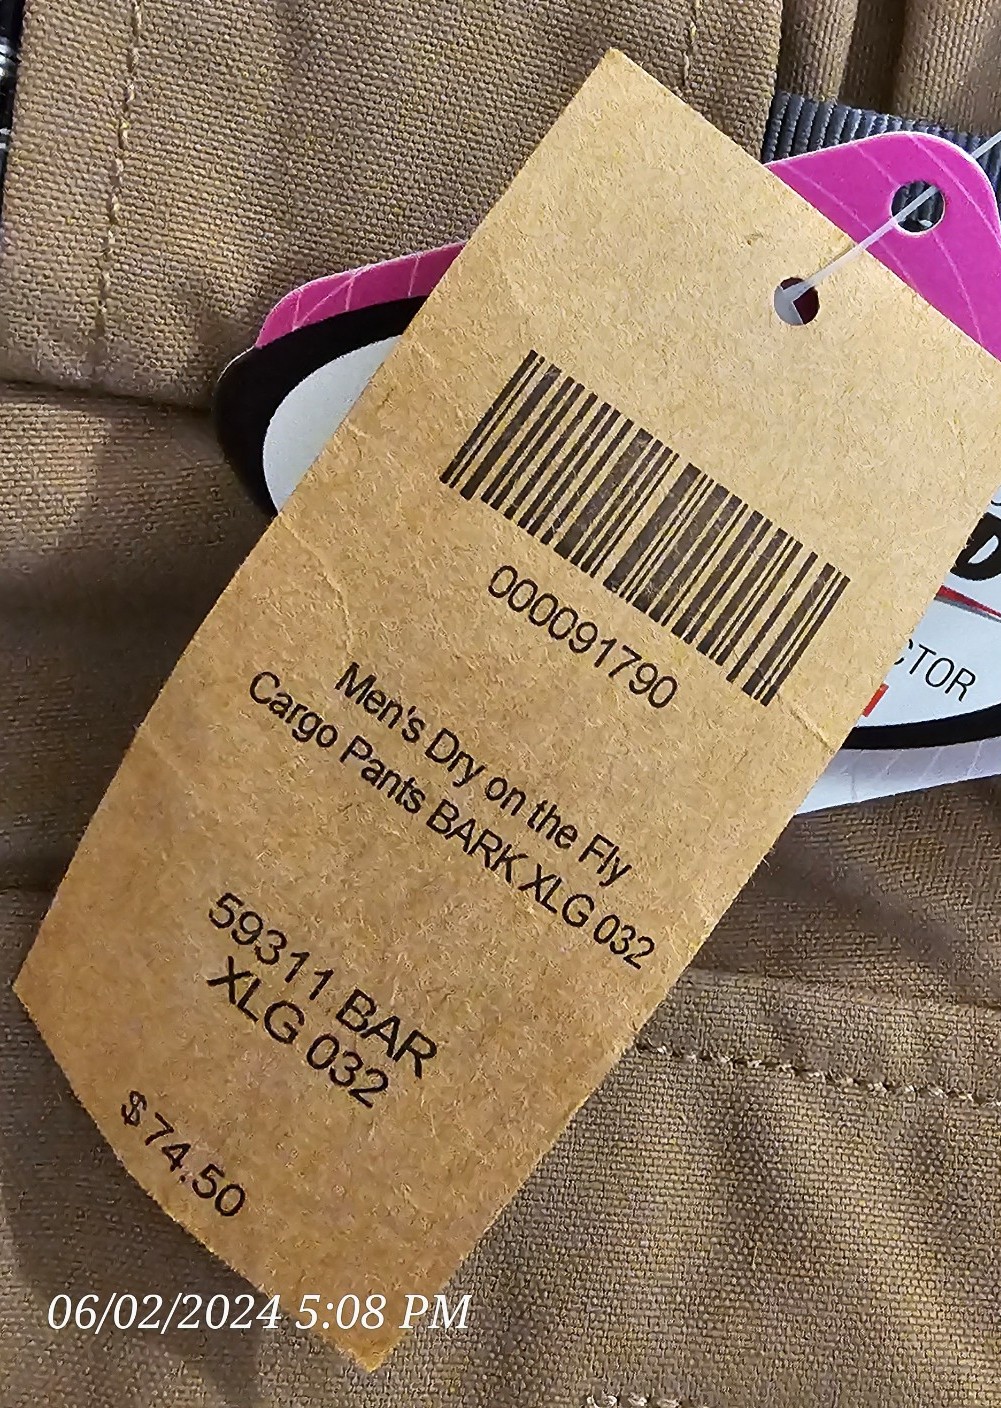 000091790
Men's Dry on the Fly
Cargo Pants BARK XLG 032
59311 BAR
XLG 032
$74.50
06/02/2024 5:08 PM